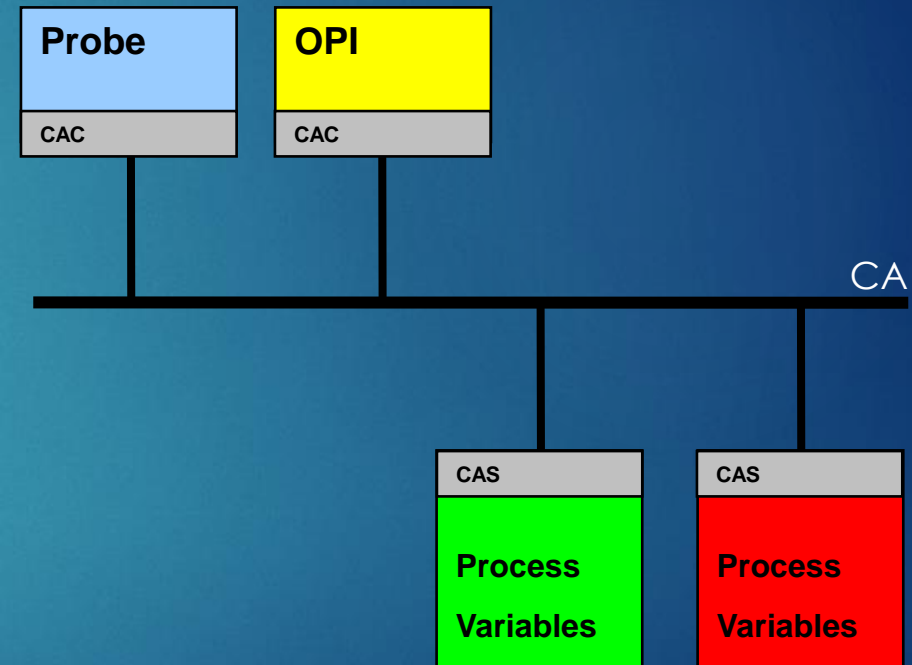 Probe
OPI
CAC
CAC
CA
CAS
CAS
Process
Variables
Process
Variables